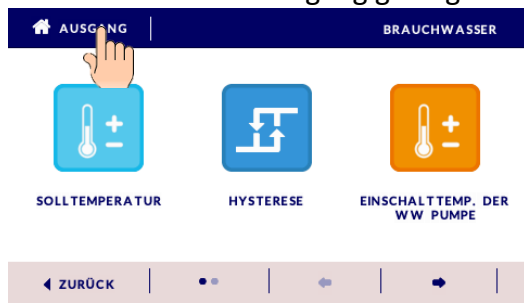 AUSGANG
BRAUCHWASSER
SOLLTEMPERATUR
HYSTERESE
EINSCHALTTEMP. DER
WW PUMPE
ZURÜCK